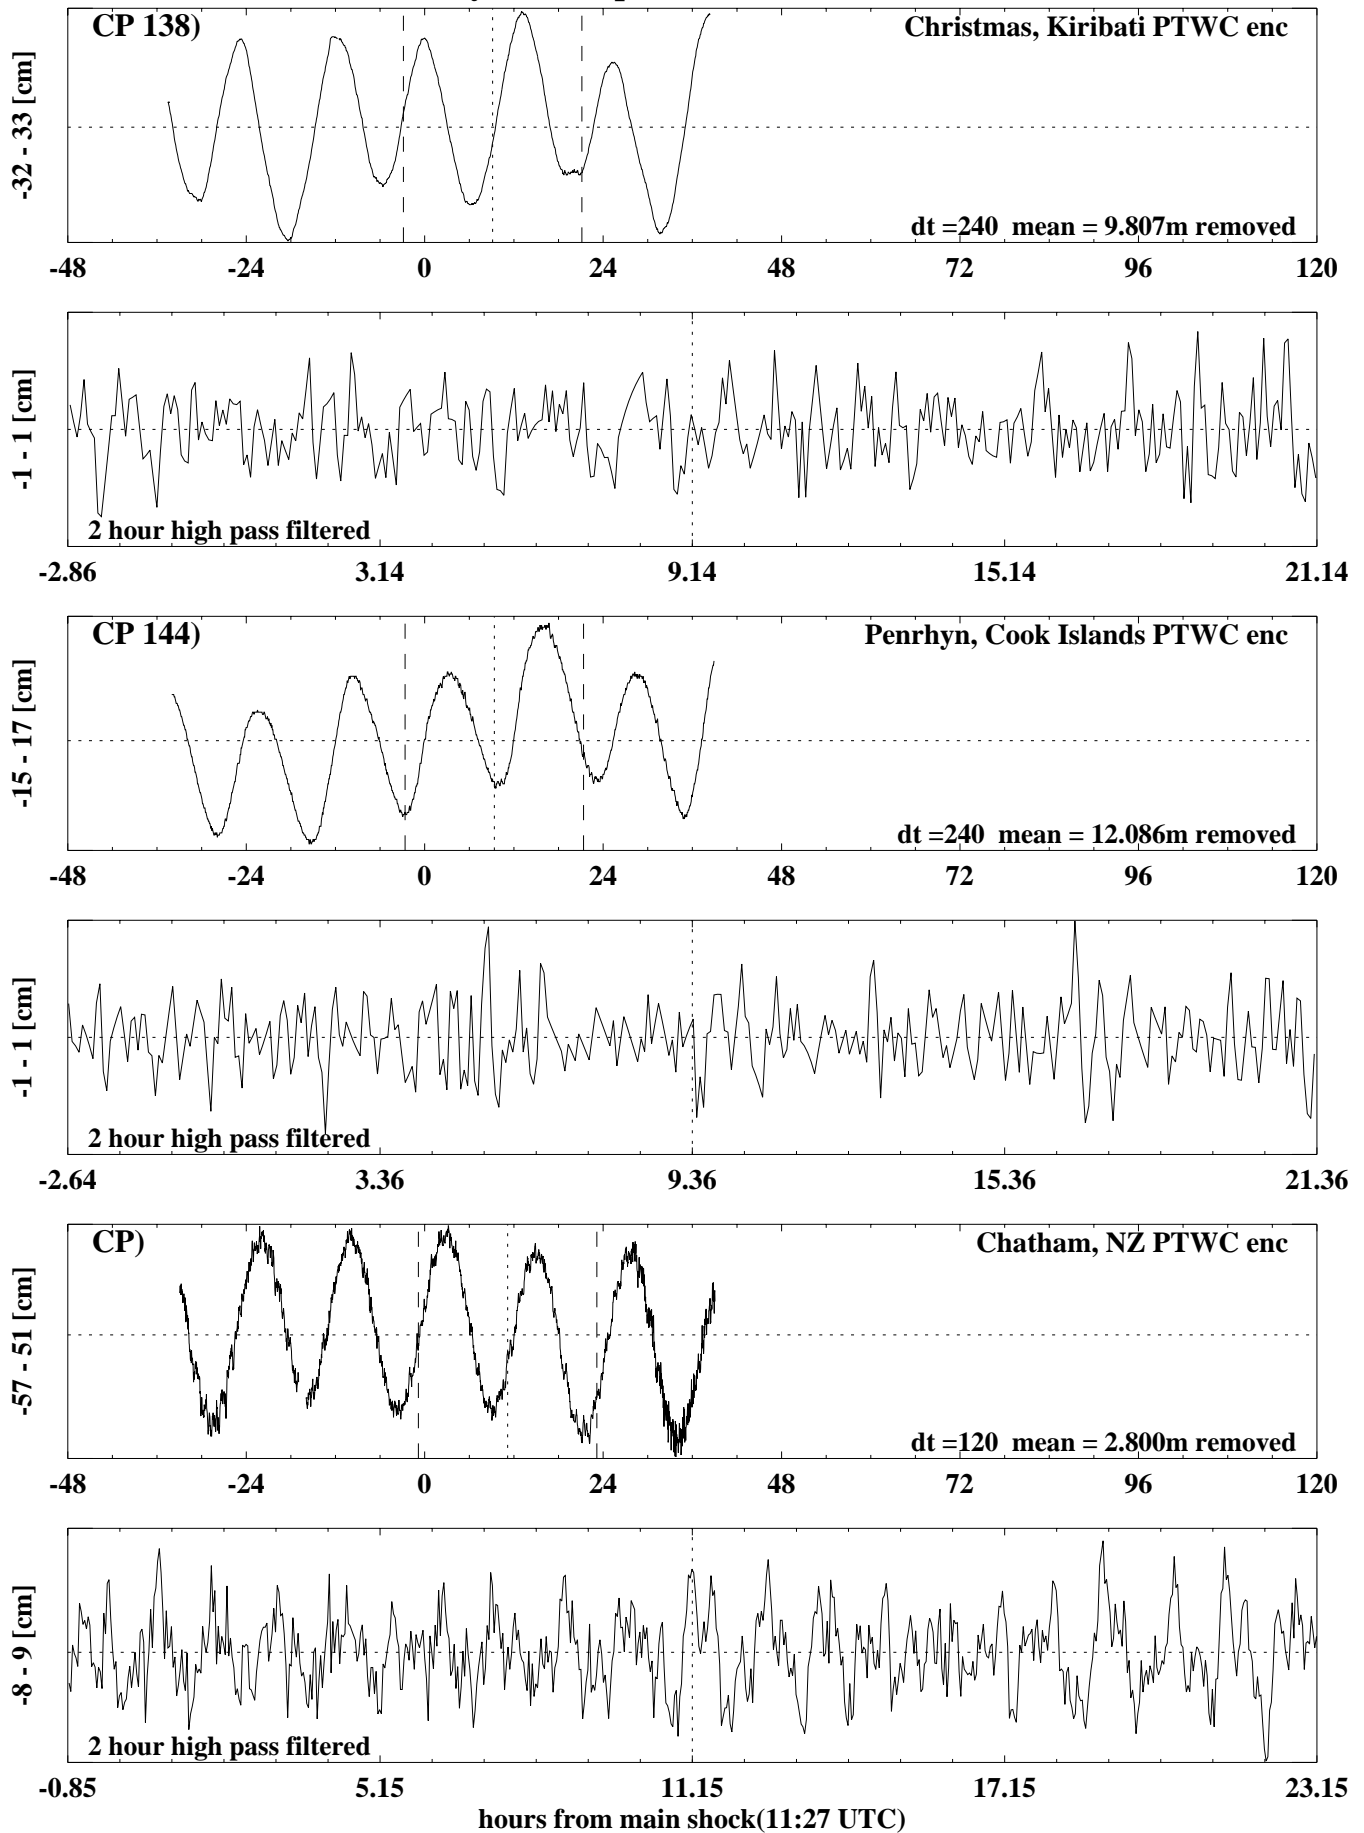 CP 138) Christmas, Kiribati PTWC enc
-32 - 33 [cm]
dt =240 mean = 9.807m removed
-48 -24 0 24 48 72 96 120
-1 - 1 [cm]
2 hour high pass filtered
-2.86 3.14 9.14 15.14 21.14
CP 144) Penrhyn, Cook Islands PTWC enc
-15 - 17 [cm]
dt =240 mean = 12.086m removed
-48 -24 0 24 48 72 96 120
-1 - 1 [cm]
2 hour high pass filtered
-2.64 3.36 9.36 15.36 21.36
CP) Chatham, NZ PTWC enc
-57 - 51 [cm]
dt =120 mean = 2.800m removed
-48 -24 0 24 48 72 96 120
-8 - 9 [cm]
2 hour high pass filtered
-0.85 5.15 11.15 17.15 23.15
hours from main shock(11:27 UTC)